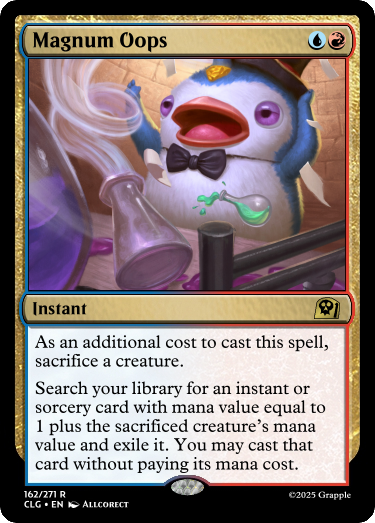 Magnum Oops
Instant
As an additional cost to cast this spell,
sacrifice a creature.
Search your library for an instant or
sorcery card with mana value equal to
1 plus the sacrificed creature's mana
value and exile it. You may cast that
card without paying its mana cost.
162/271 R
CLG • EN Allcorect
©2025 Grapple